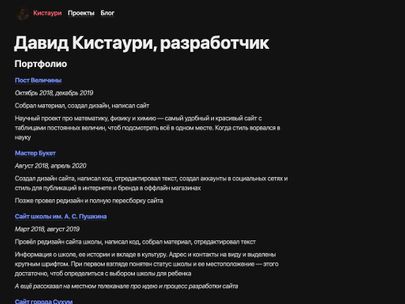 Кистаури Проекты Блог
Давид Кистаури, разработчик
Портфолио
Пост Величины
Октябрь 2018, декабрь 2019
Собрал материал, создал дизайн, написал сайт
Научный проект про математику, физику и химию — самый удобный и красивый сайт с
таблицами постоянных величин, чтоб подсмотреть всё в одном месте. Когда стиль ворвался в
науку
Мастер Букет
Август 2018, апрель 2020
Создал дизайн сайта, написал код, отредактировал текст, создал аккаунты в социальных сетях и
стиль для публикаций в интернете и бренда в оффлайн магазинах
Позже провел редизайн и полную пересборку сайта
Сайт школы им. А. С. Пушкина
Март 2018, август 2019
Провёл редизайн сайта школы, написал код, собрал материал, отредактировал текст
Информация о школе, ее истории и вкладе в культуру. Адрес и контакты на виду и выделены
крупным шрифтом. При первом взгляде понятен статус школы и ее местоположение — этого
достаточно, чтоб определиться с выбором школы для ребенка
А ещё рассказывал на местном телеканале про идею и процесс разработки сайта
Сайт города Сухум